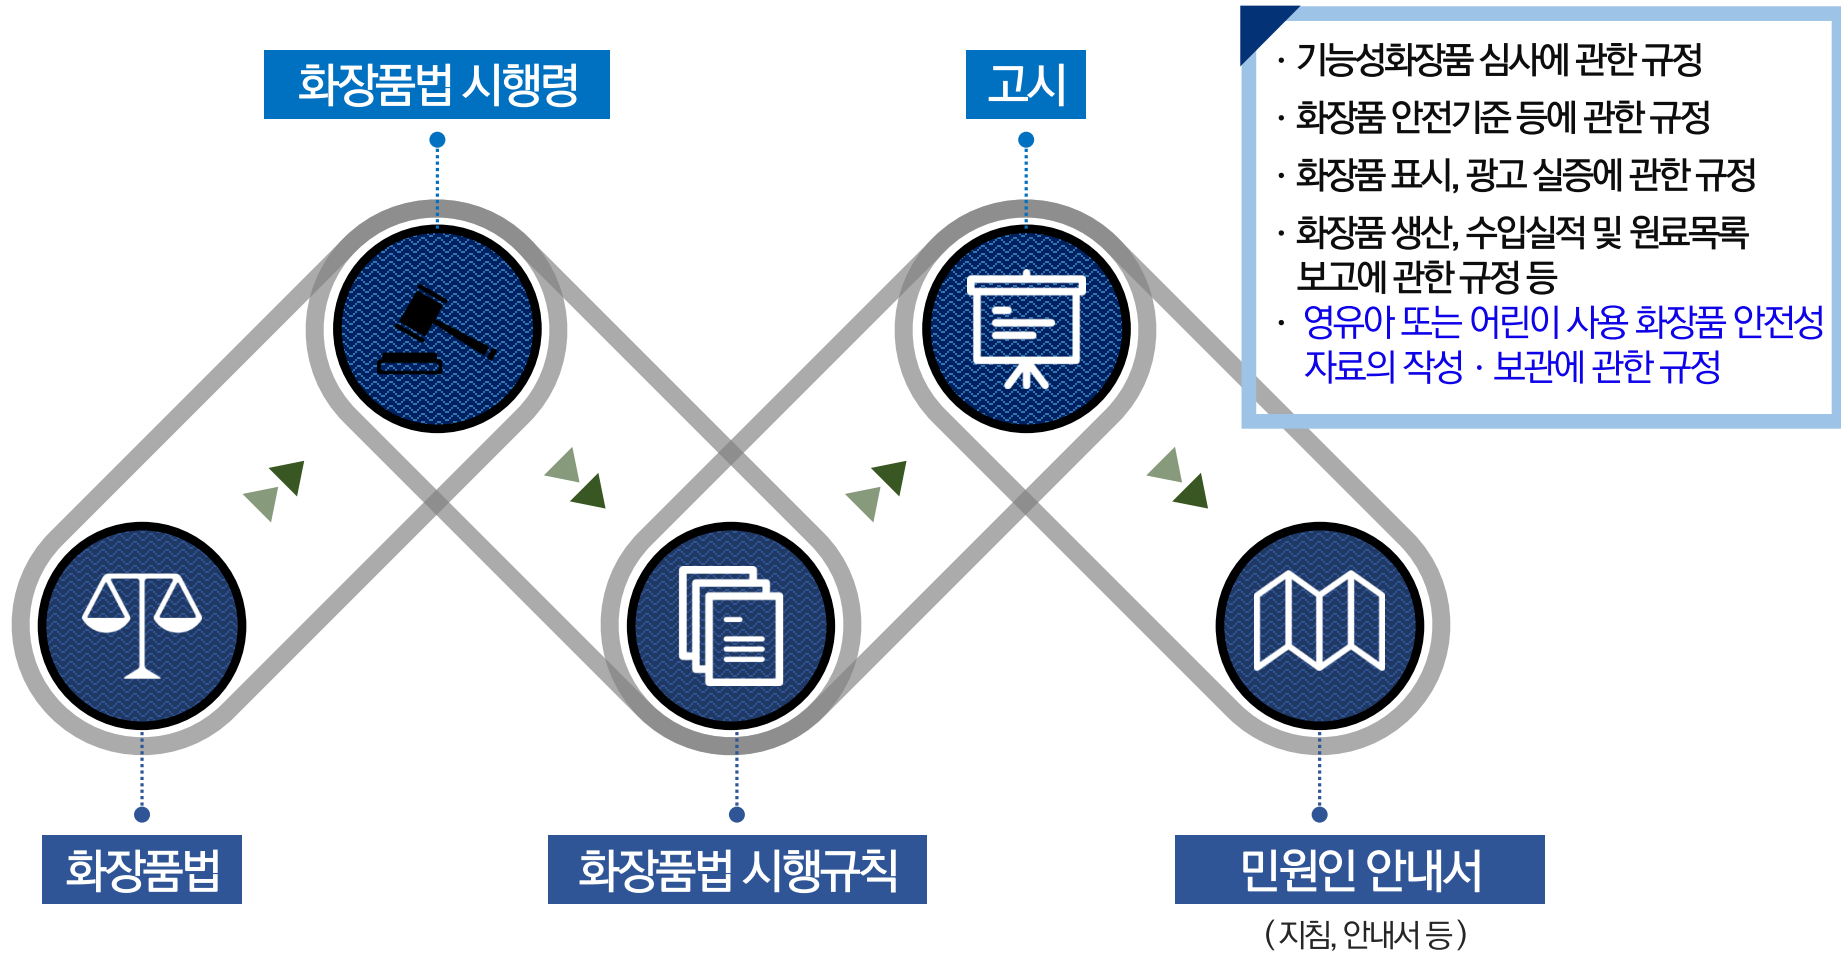 화장품법 시행령
고시
· 기능성화장품 심사에 관한 규정
· 화장품 안전기준 등에 관한 규정
· 화장품 표시, 광고 실증에 관한 규정
· 화장품 생산, 수입실적 및 원료목록
보고에 관한 규정 등
· 영유아 또는 어린이 사용 화장품 안전성
자료의 작성 · 보관에 관한 규정
화장품법
화장품법 시행규칙
민원인 안내서
(지침, 안내서 등)